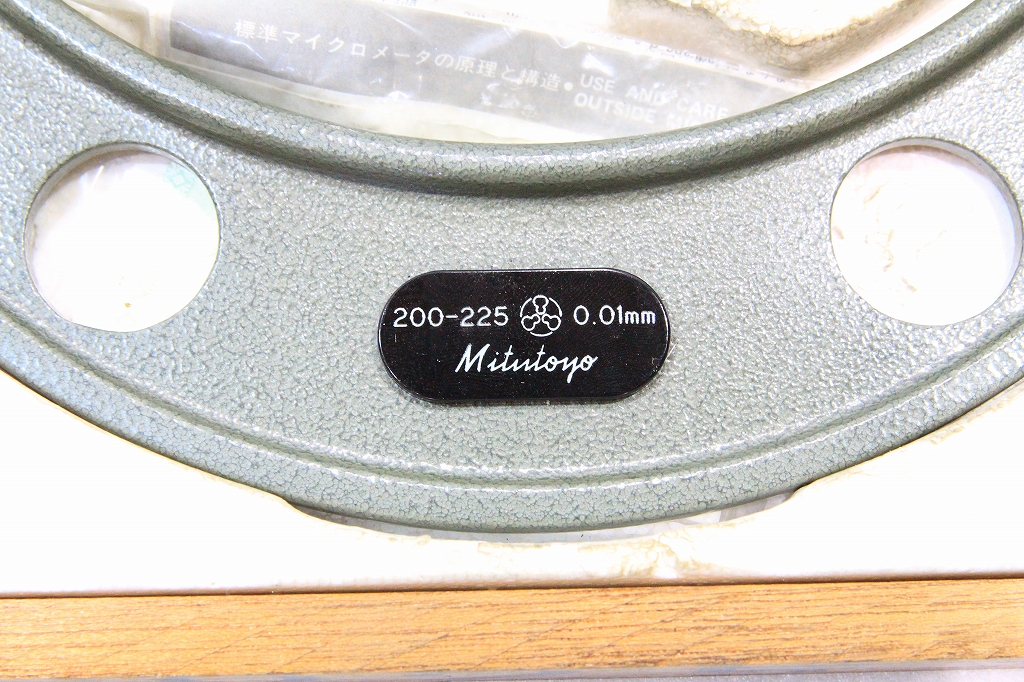 標準マイクロメータの原理と構造。
USE AND CARE
OUTSIDE
200-225 0.01mm
Mitutoyo